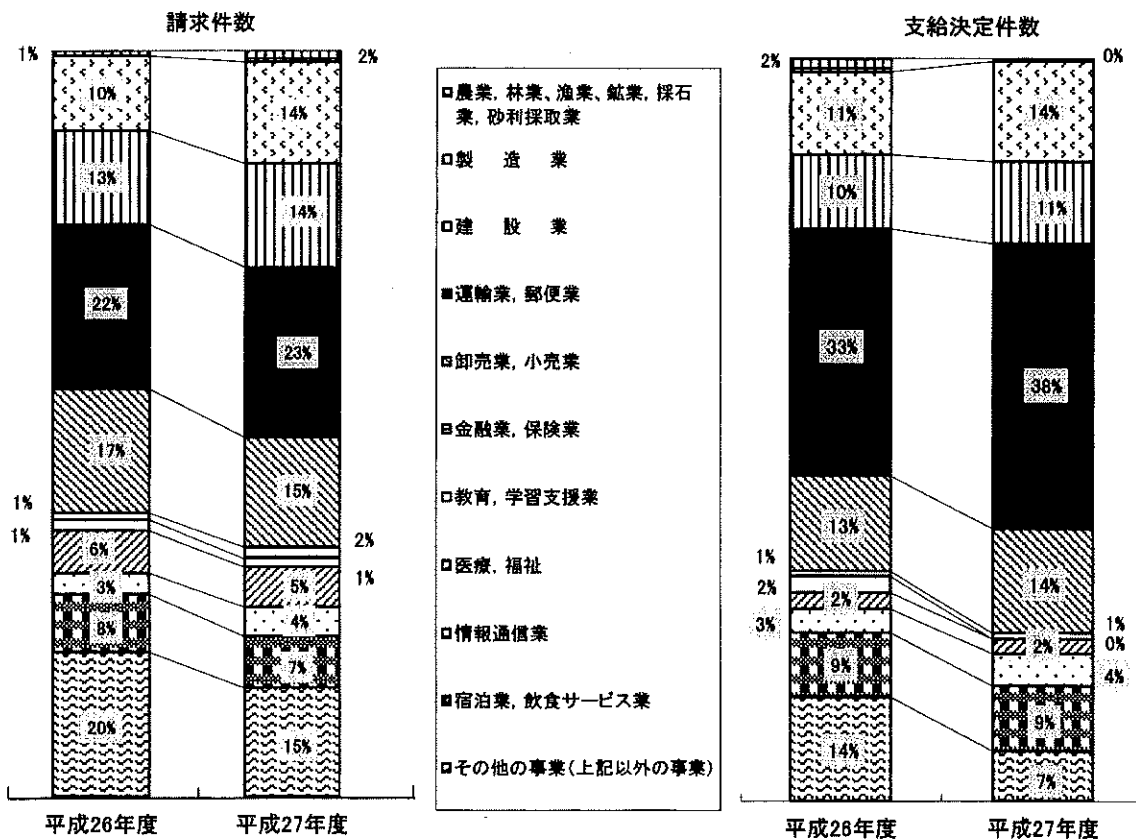 請求件数
1%
10%
13%
22%
17%
1%
1%
6%
3%
8%
20%
2%
14%
14%
23%
15%
2%
1%
5%
4%
7%
15%
平成26年度
平成27年度
□農業, 林業、漁業、鉱業, 採石
業, 砂利採取業
□製　造　業
□建　設　業
■運輸業, 郵便業
□卸売業, 小売業
□金融業, 保険業
□教育, 学習支援業
□医療, 福祉
□情報通信業
■宿泊業, 飲食サービス業
□その他の事業(上記以外の事業)
支給決定件数
2%
11%
10%
33%
13%
1%
2%
2%
3%
9%
14%
0%
14%
11%
38%
14%
1%
0%
2%
4%
9%
7%
平成26年度
平成27年度